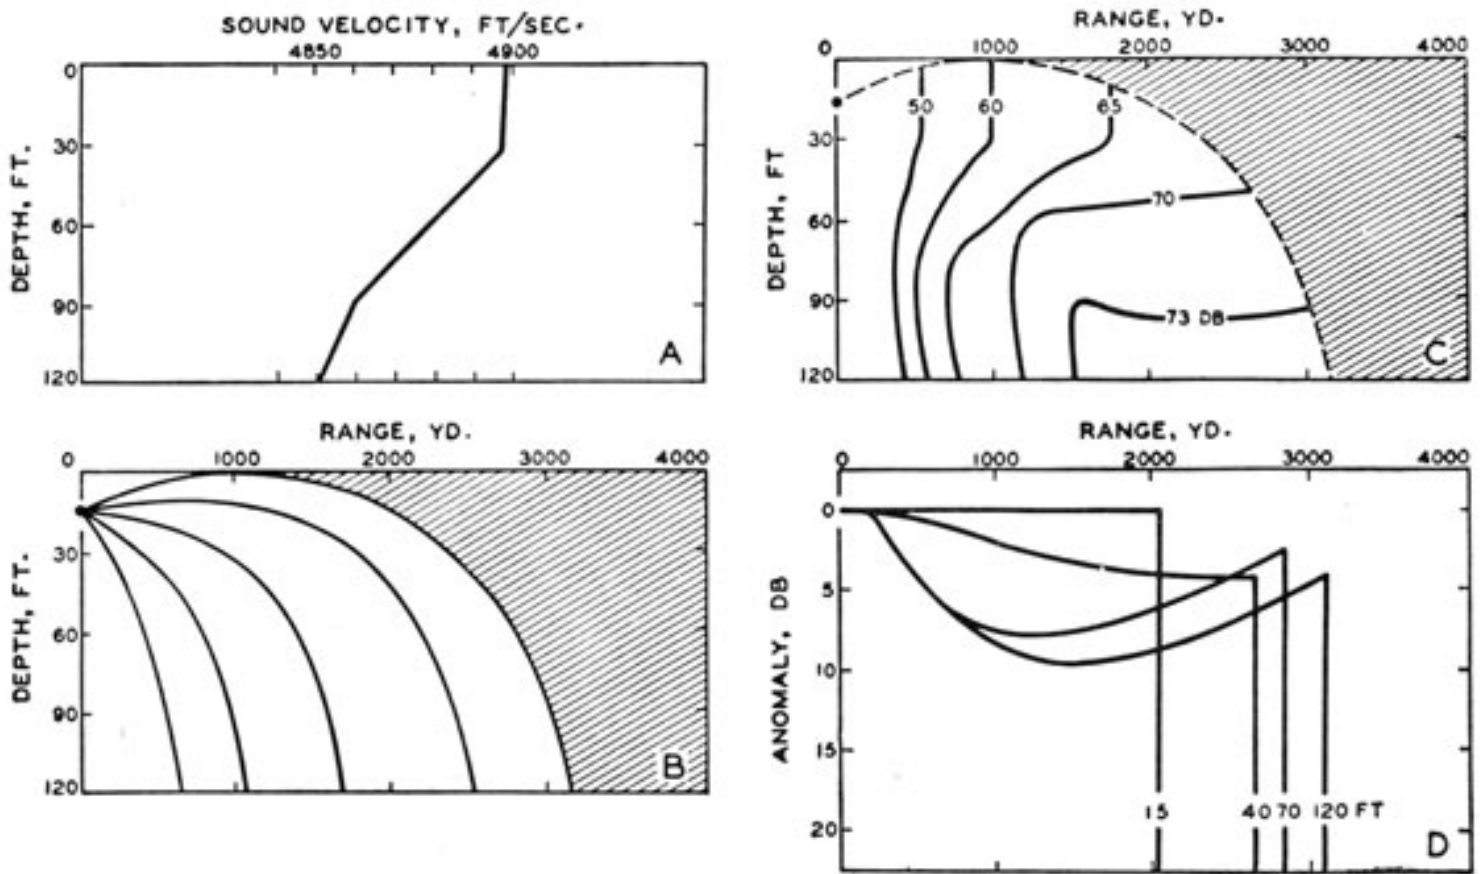 SOUND VELOCITY, FT/SEC.
4850 4900
0
30
60
90
120
DEPTH, FT.
A
RANGE, YD.
0 1000 2000 3000 4000
30
60
90
120
DEPTH, FT
50 60 65
70
73 DB
C
RANGE, YD.
0 1000 2000 3000 4000
30
60
90
120
DEPTH, FT.
B
RANGE, YD.
0 1000 2000 3000 4000
0
5
10
15
20
ANOMALY, DB
15 40 70 120 FT
D